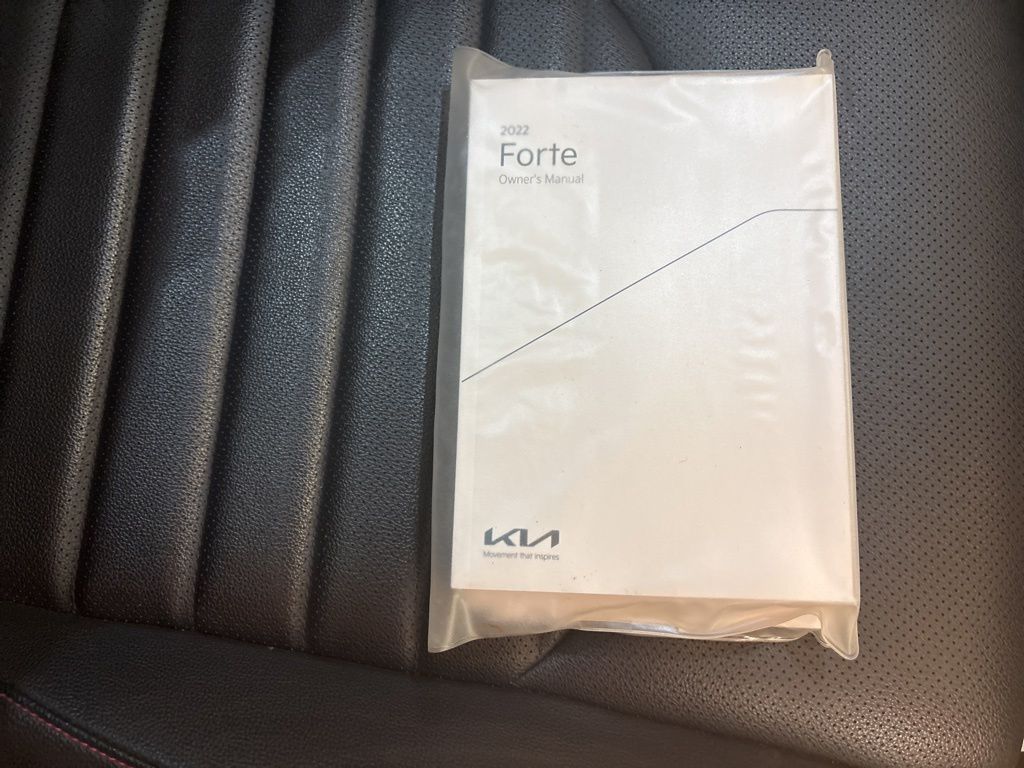 2022
Forte
Owner's Manual
KIA
Movement that inspires